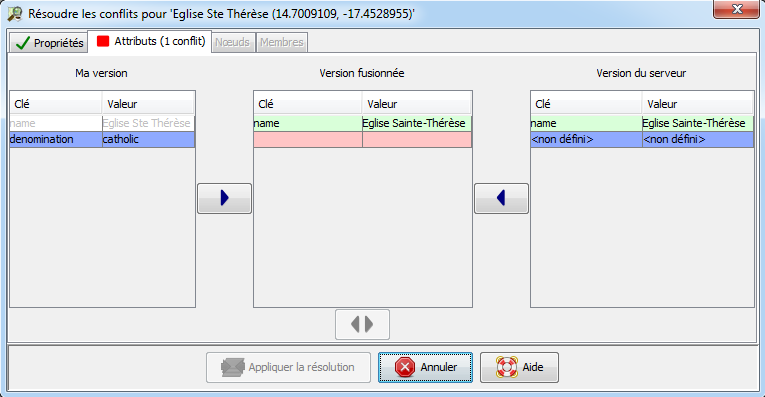 Résoudre les conflits pour 'Eglise Ste Thérèse (14.7009109, -17.4528955)'
Propriétés Attributs (1 conflit) Nœuds Membres
Ma version Version fusionnée Version du serveur
Clé Valeur Clé Valeur Clé Valeur
name Eglise Ste Thérèse name Eglise Sainte-Thérèse name Eglise Sainte-Thérèse
denomination catholic <non défini> <non défini>
Appliquer la résolution Annuler Aide